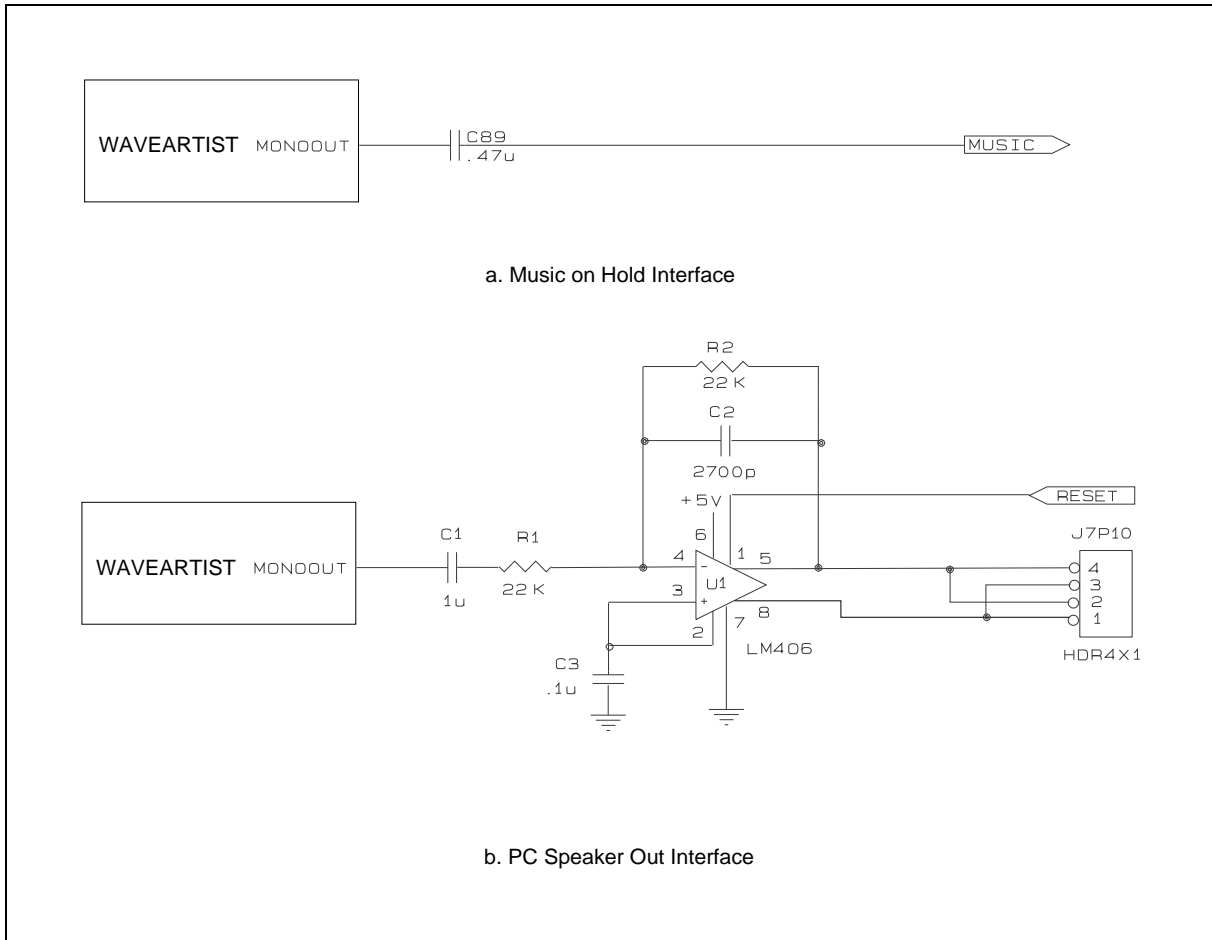 WAVEARTIST MONOOUT
C89
.47u
MUSIC
a. Music on Hold Interface
R2
22K
C2
2700p
+5V
RESET
J7P10
WAVEARTIST MONOOUT
C1
1u
R1
22K
6
4
-
1
5
U1
3
+
2
7
8
LM406
4
3
2
1
HDR4X1
C3
.1u
b. PC Speaker Out Interface